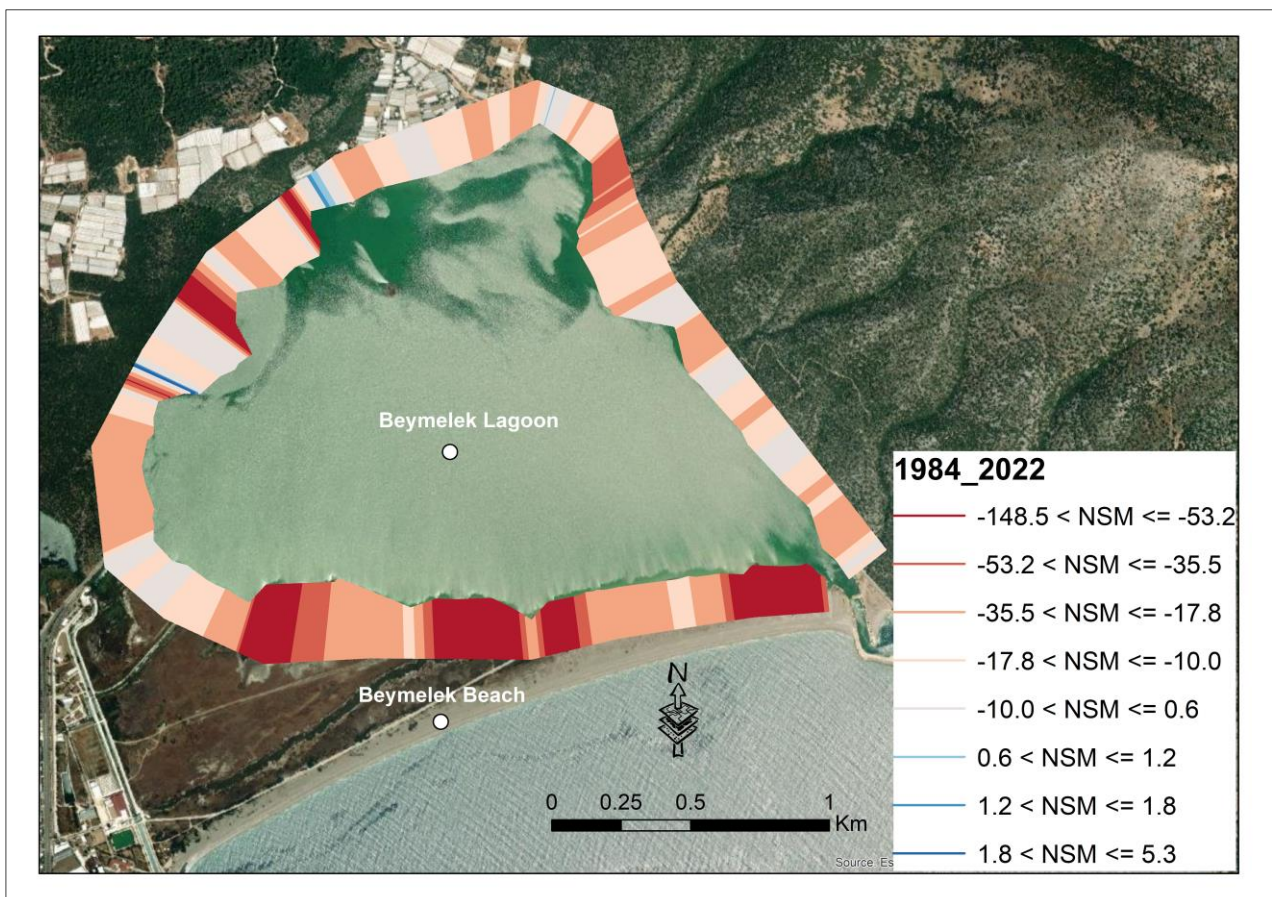 Beymelek Lagoon
Beymelek Beach
N
0 0.25 0.5 1
Km
Source: Es
1984_2022
-148.5 < NSM <= -53.2
-53.2 < NSM <= -35.5
-35.5 < NSM <= -17.8
-17.8 < NSM <= -10.0
-10.0 < NSM <= 0.6
0.6 < NSM <= 1.2
1.2 < NSM <= 1.8
1.8 < NSM <= 5.3